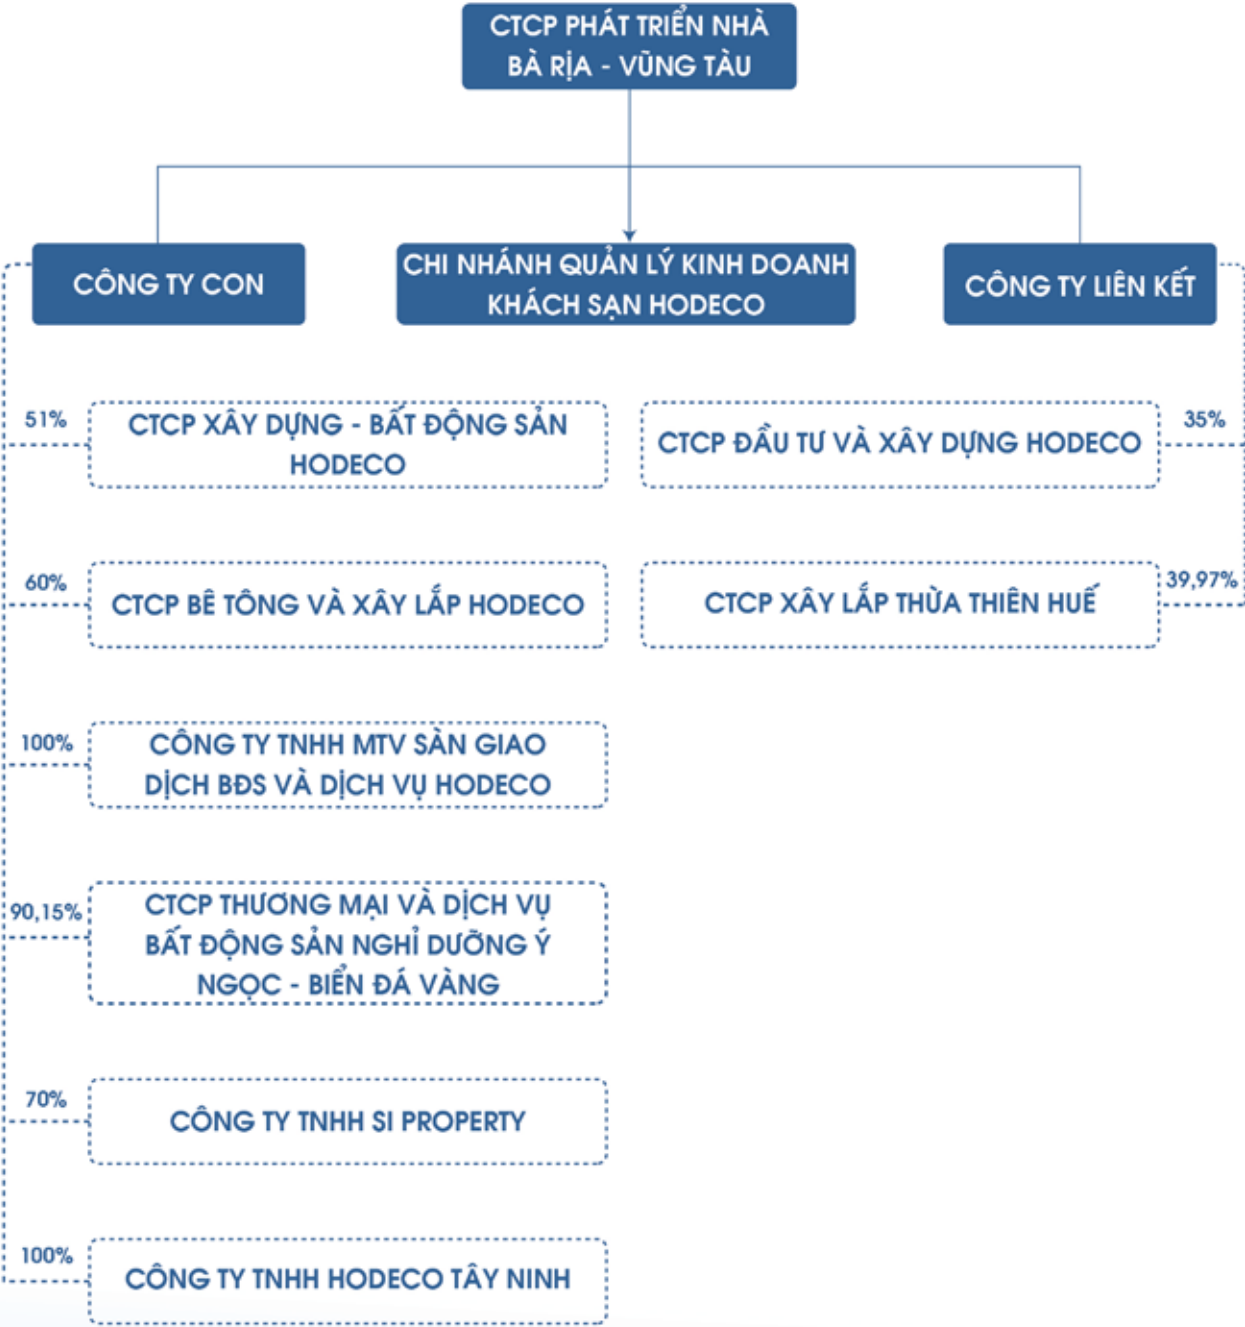 CTCP PHÁT TRIỂN NHÀ
BÀ RỊA - VŨNG TÀU
CÔNG TY CON
CHI NHÁNH QUẢN LÝ KINH DOANH
KHÁCH SẠN HODECO
CÔNG TY LIÊN KẾT
51%
CTCP XÂY DỰNG - BẤT ĐỘNG SẢN
HODECO
CTCP ĐẦU TƯ VÀ XÂY DỰNG HODECO
35%
60%
CTCP BÊ TÔNG VÀ XÂY LẮP HODECO
CTCP XÂY LẮP THỪA THIÊN HUẾ
39,97%
100%
CÔNG TY TNHH MTV SÀN GIAO
DỊCH BĐS VÀ DỊCH VỤ HODECO
90,15%
CTCP THƯƠNG MẠI VÀ DỊCH VỤ
BẤT ĐỘNG SẢN NGHỈ DƯỠNG Ý
NGỌC - BIỂN ĐÁ VÀNG
70%
CÔNG TY TNHH SI PROPERTY
100%
CÔNG TY TNHH HODECO TÂY NINH